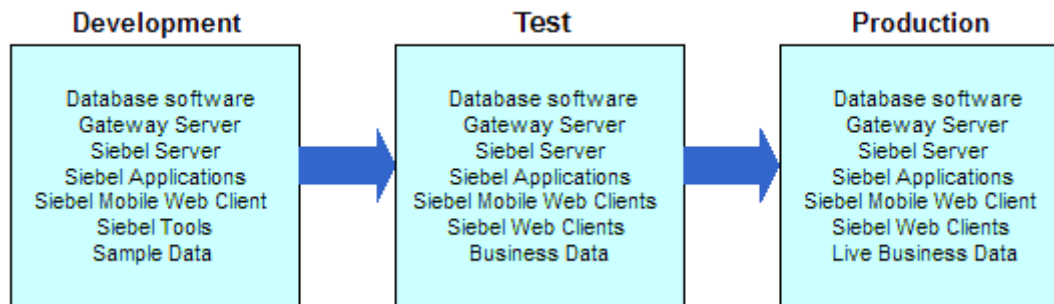 Development
Database software
Gateway Server
Siebel Server
Siebel Applications
Siebel Mobile Web Client
Siebel Tools
Sample Data
Test
Database software
Gateway Server
Siebel Server
Siebel Applications
Siebel Mobile Web Clients
Siebel Web Clients
Business Data
Production
Database software
Gateway Server
Siebel Server
Siebel Applications
Siebel Mobile Web Client
Siebel Web Clients
Live Business Data